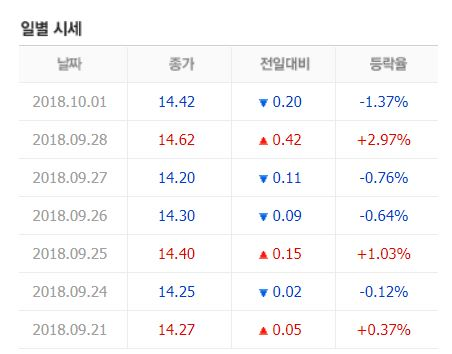 일별 시세
날짜 종가 전일대비 등락율
2018.10.01 14.42 ▼ 0.20 -1.37%
2018.09.28 14.62 ▲ 0.42 +2.97%
2018.09.27 14.20 ▼ 0.11 -0.76%
2018.09.26 14.30 ▼ 0.09 -0.64%
2018.09.25 14.40 ▲ 0.15 +1.03%
2018.09.24 14.25 ▼ 0.02 -0.12%
2018.09.21 14.27 ▲ 0.05 +0.37%